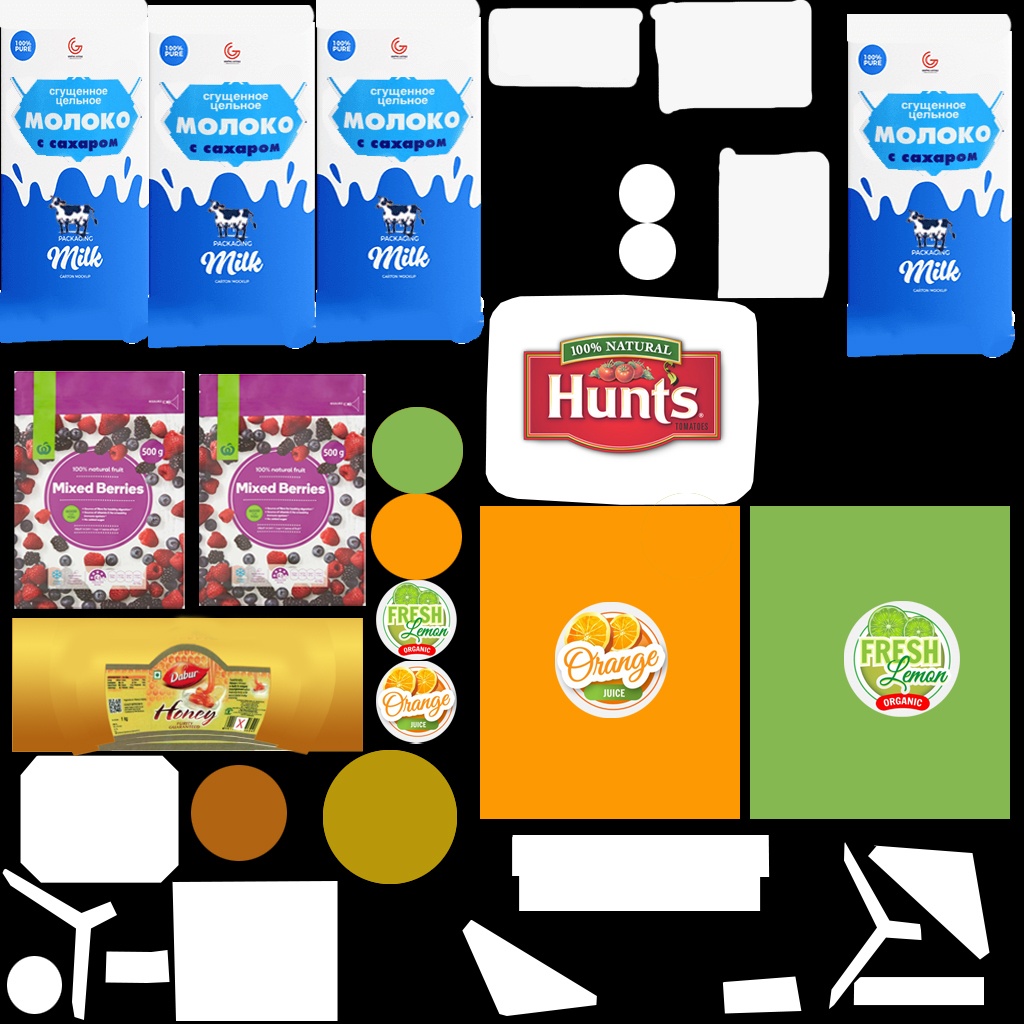 100%
PURE
сгущенное
цельное
МОЛОКО
с сахаром
PACKAGING
Milk
CARTON MOCKUP
100%
PURE
сгущенное
цельное
МОЛОКО
с сахаром
PACKAGING
Milk
CARTON MOCKUP
100%
PURE
сгущенное
цельное
МОЛОКО
с сахаром
PACKAGING
Milk
CARTON MOCKUP
100%
PURE
сгущенное
цельное
МОЛОКО
с сахаром
PACKAGING
Milk
CARTON MOCKUP
100% NATURAL
Hunt's
TOMATOES
500 g
100% natural fruit
Mixed Berries
500 g
100% natural fruit
Mixed Berries
FRESH
Lemon
ORGANIC
Orange
JUICE
Orange
JUICE
FRESH
Lemon
ORGANIC
Dabur
Honey